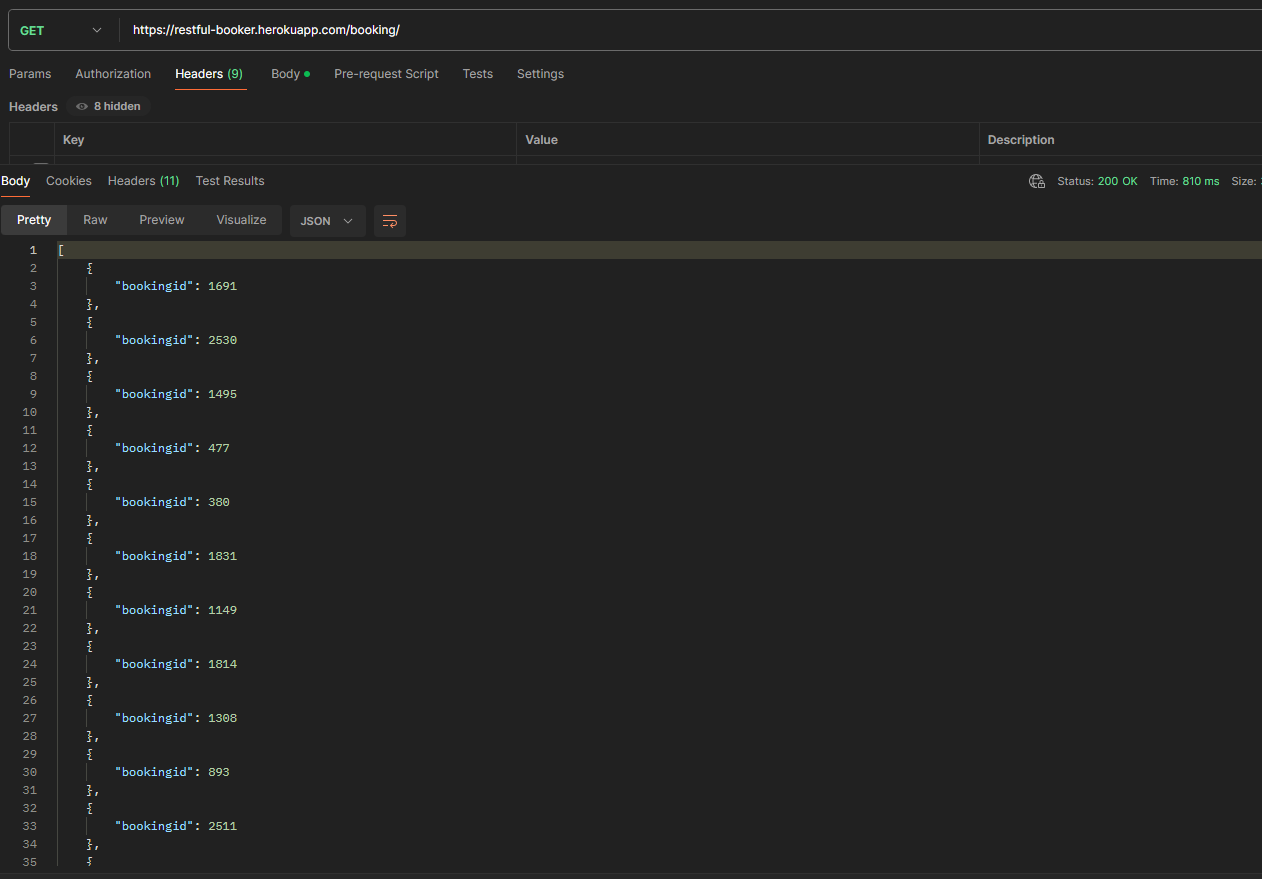 GET https://restful-booker.herokuapp.com/booking/
Params Authorization Headers (9) Body Pre-request Script Tests Settings
Headers 8 hidden
Key Value Description
Body Cookies Headers (11) Test Results Status: 200 OK Time: 810 ms Size:
Pretty Raw Preview Visualize JSON
1 [
2 {
3 "bookingid": 1691
4 },
5 {
6 "bookingid": 2530
7 },
8 {
9 "bookingid": 1495
10 },
11 {
12 "bookingid": 477
13 },
14 {
15 "bookingid": 380
16 },
17 {
18 "bookingid": 1831
19 },
20 {
21 "bookingid": 1149
22 },
23 {
24 "bookingid": 1814
25 },
26 {
27 "bookingid": 1308
28 },
29 {
30 "bookingid": 893
31 },
32 {
33 "bookingid": 2511
34 },
35 {